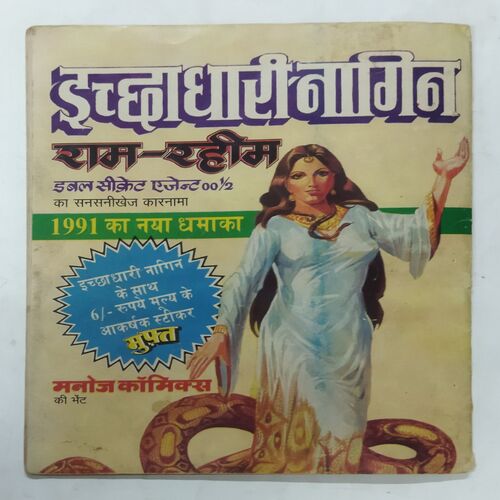 इच्छाधारी नागिन
राम-रहीम
डबल सीक्रेट एजेन्ट 00½
का सनसनीखेज कारनामा
1991 का नया धमाका
इच्छाधारी नागिन
के साथ
6/- रूपये मूल्य के
आकर्षक स्टीकर
मुफ़्त
मनोज कॉमिक्स
की भेंट